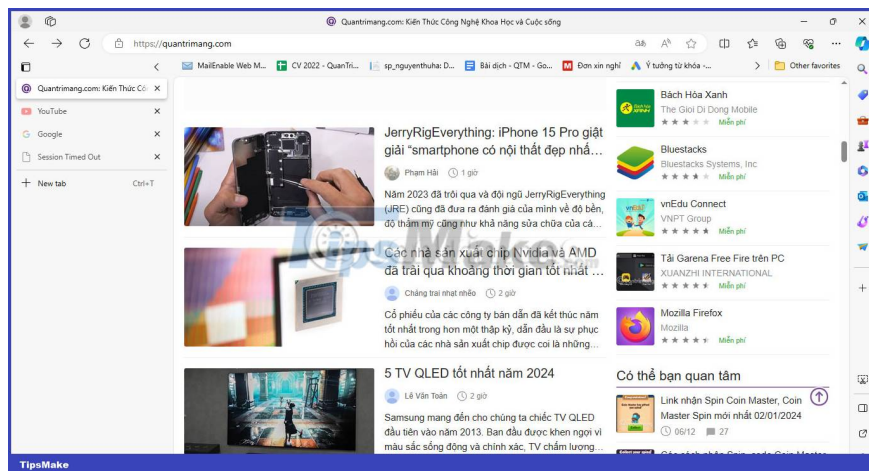 Quantrimang.com: Kiến Thức Công Nghệ Khoa Học và Cuộc sống
https://quantrimang.com
MailEnable Web M...
CV 2022 - QuanTri...
sp_nguyenthuha: D...
Bài dịch - QTM - Go...
Đơn xin nghỉ
Ý tưởng từ khóa -...
Other favorites
Quantrimang.com: Kiến Thức Cô
YouTube
Google
Session Timed Out
New tab Ctrl+T
JerryRigEverything: iPhone 15 Pro giật
giải “smartphone có nội thất đẹp nhấ...
Phạm Hải 1 giờ
Năm 2023 đã trôi qua và đội ngũ JerryRigEverything
(JRE) cũng đã đưa ra đánh giá của mình về độ bền,
độ thẩm mỹ cũng như khả năng sửa chữa của cá...
TipsMake.com
Các nhà sản xuất chip Nvidia và AMD
đã trải qua khoảng thời gian tốt nhất ...
Chàng trai nhạt nhẽo 2 giờ
Cổ phiếu của các công ty bán dẫn đã kết thúc năm
tốt nhất trong hơn một thập kỷ, dẫn đầu là sự phục
hồi của các nhà sản xuất chip được coi là những...
5 TV QLED tốt nhất năm 2024
Lê Văn Toàn 2 giờ
Samsung mang đến cho chúng ta chiếc TV QLED
đầu tiên vào năm 2013. Ban đầu được khen ngợi vì
màu sắc sống động và chính xác, TV chấm lượng...
Bách Hóa Xanh
The Gioi Di Dong Mobile
Miễn phí
Bluestacks
Bluestacks Systems, Inc
Miễn phí
vnEdu Connect
VNPT Group
Miễn phí
Tải Garena Free Fire trên PC
XUANZHI INTERNATIONAL
Miễn phí
Mozilla Firefox
Mozilla
Miễn phí
Có thể bạn quan tâm
Link nhận Spin Coin Master, Coin
Master Spin mới nhất 02/01/2024
06/12 27
TipsMake